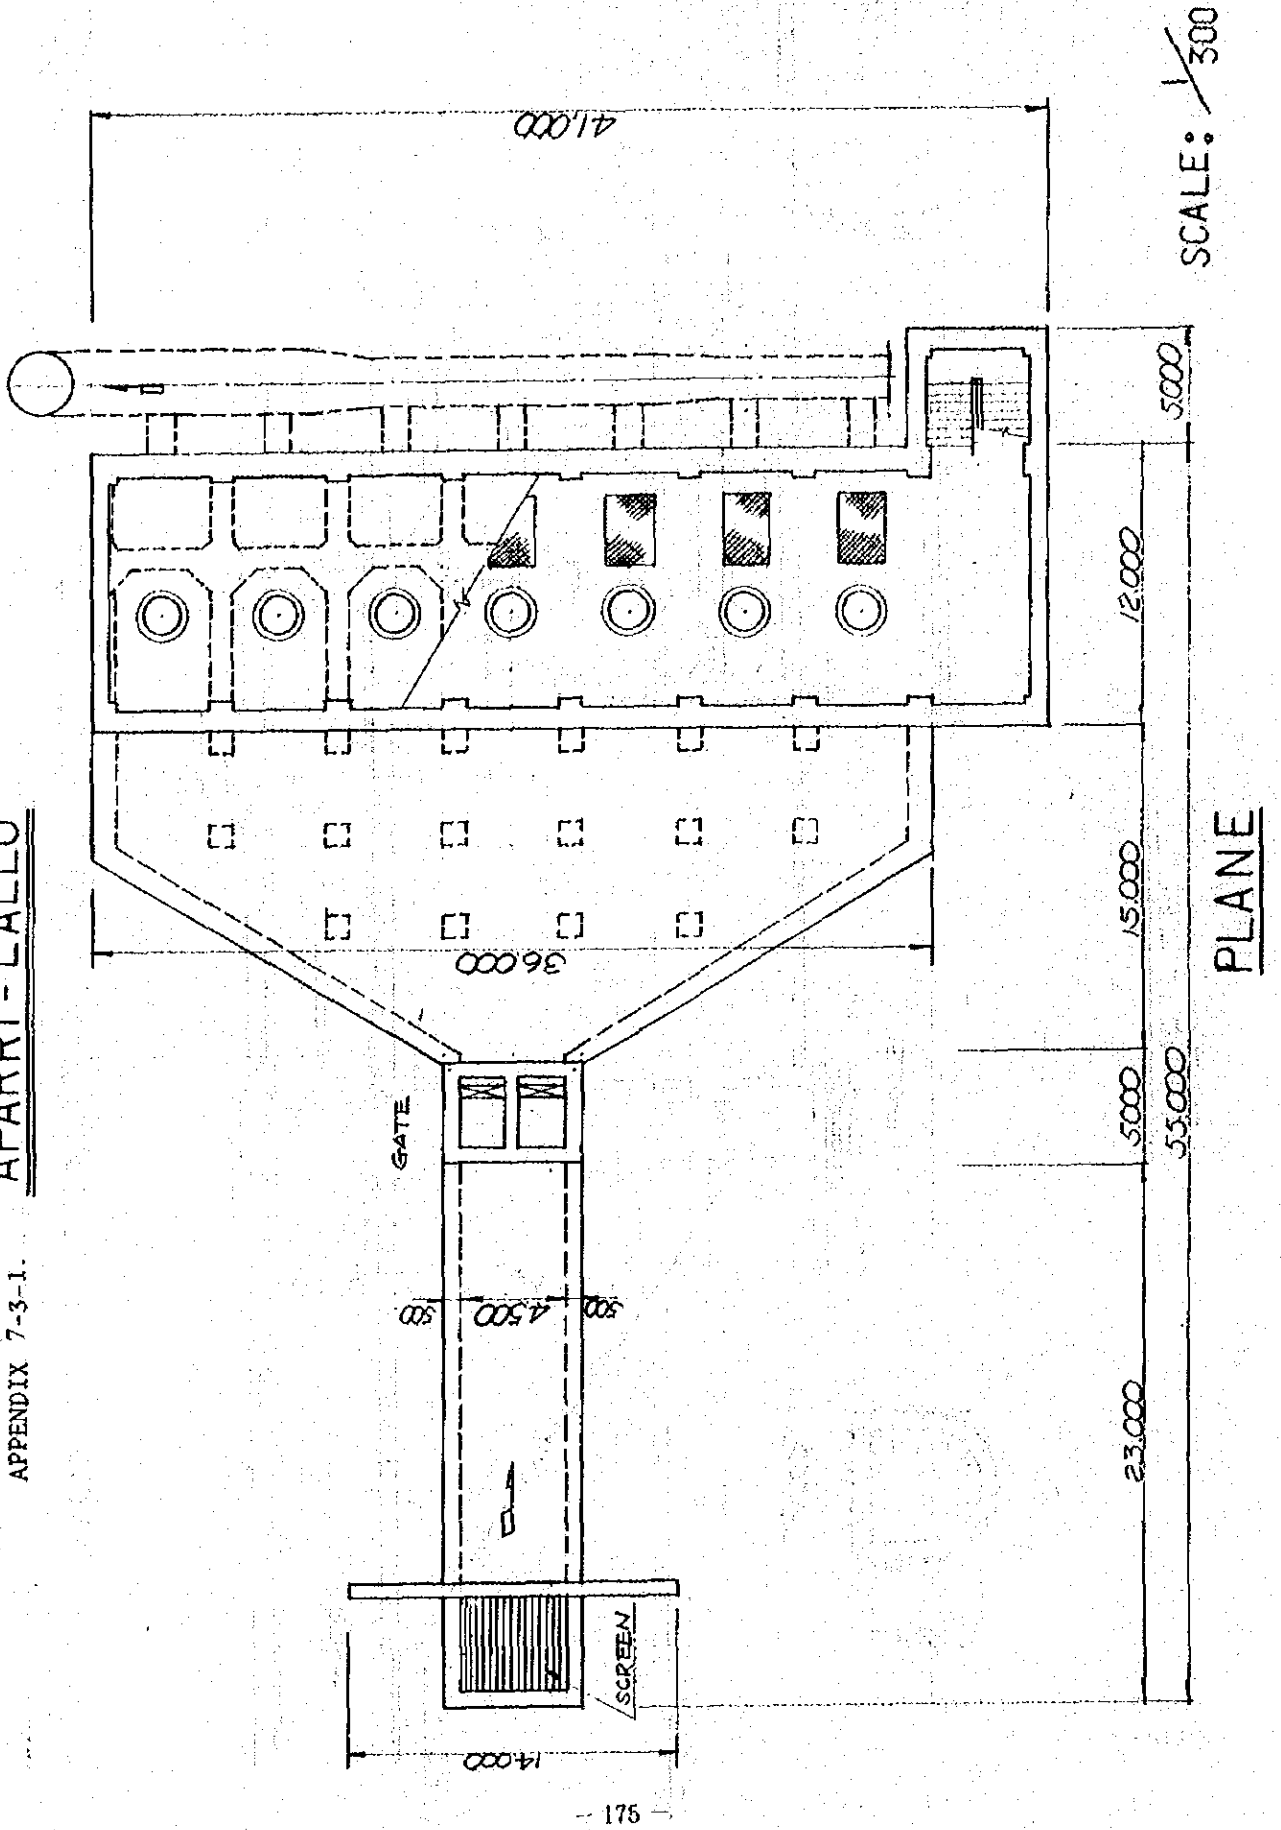 APPENDIX 7-3-1. APARRI - LALLO
41,000
36,000
GATE
500
4,500
500
SCREEN
14,000
5,000
12,000
15,000
5,000
23,000
55,000
PLANE
SCALE: 1/300
- 175 -